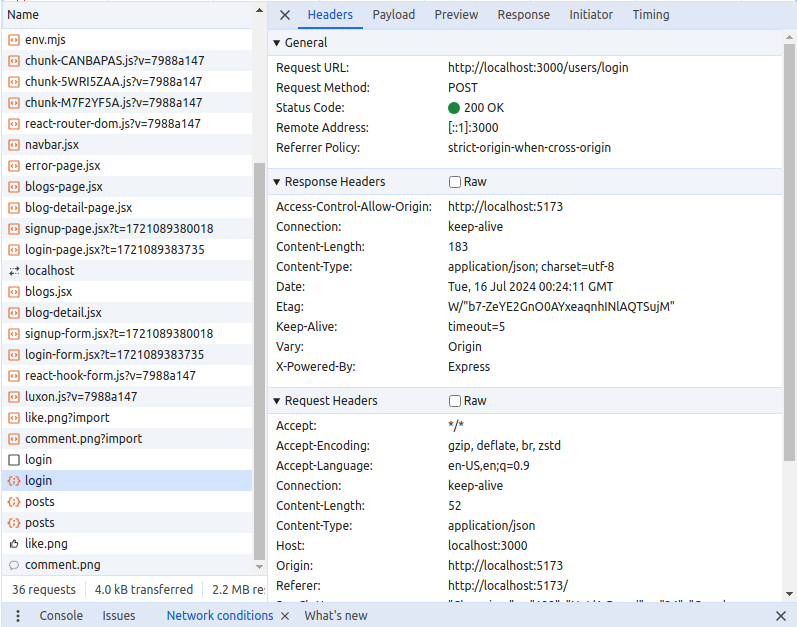 Name
env.mjs
chunk-CANBAPAS.js?v=7988a147
chunk-5WRI5ZAA.js?v=7988a147
chunk-M7F2YF5A.js?v=7988a147
react-router-dom.js?v=7988a147
navbar.jsx
error-page.jsx
blogs-page.jsx
blog-detail-page.jsx
signup-page.jsx?t=1721089380018
login-page.jsx?t=1721089383735
localhost
blogs.jsx
blog-detail.jsx
signup-form.jsx?t=1721089380018
login-form.jsx?t=1721089383735
react-hook-form.js?v=7988a147
luxon.js?v=7988a147
like.png?import
comment.png?import
login
login
posts
posts
like.png
comment.png
36 requests 4.0 kB transferred 2.2 MB re
Headers Payload Preview Response Initiator Timing
General
Request URL: http://localhost:3000/users/login
Request Method: POST
Status Code: 200 OK
Remote Address: [::1]:3000
Referrer Policy: strict-origin-when-cross-origin
Response Headers Raw
Access-Control-Allow-Origin: http://localhost:5173
Connection: keep-alive
Content-Length: 183
Content-Type: application/json; charset=utf-8
Date: Tue, 16 Jul 2024 00:24:11 GMT
Etag: W/"b7-ZeYE2GnO0AYxeaqnhINlAQTSujM"
Keep-Alive: timeout=5
Vary: Origin
X-Powered-By: Express
Request Headers Raw
Accept: */*
Accept-Encoding: gzip, deflate, br, zstd
Accept-Language: en-US,en;q=0.9
Connection: keep-alive
Content-Length: 52
Content-Type: application/json
Host: localhost:3000
Origin: http://localhost:5173
Referer: http://localhost:5173/
Console Issues Network conditions What's new